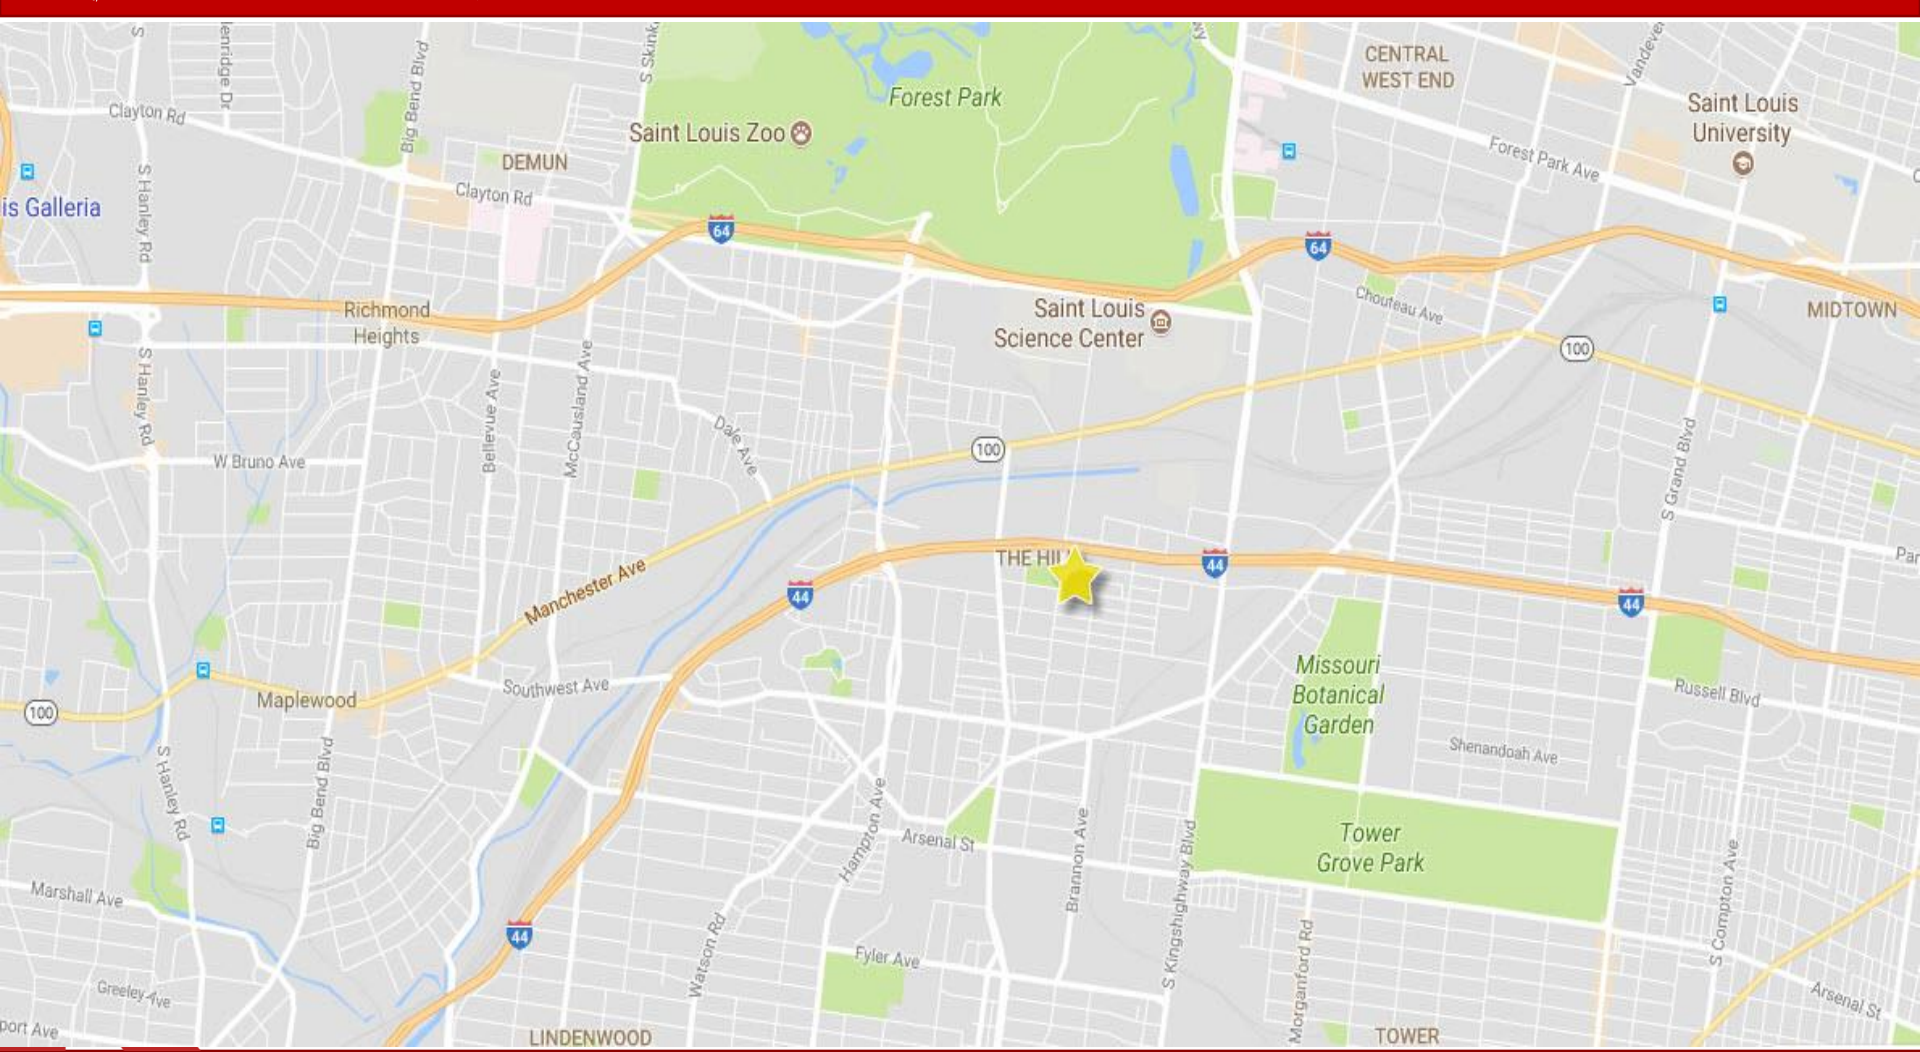 CENTRAL
WEST END
Forest Park
Saint Louis
University
Saint Louis Zoo
Clayton Rd
Big Bend Blvd
DEMUN
Forest Park Ave
Clayton Rd
S Hanley Rd
is Galleria
64
64
Saint Louis
Science Center
Chouteau Ave
Richmond
Heights
MIDTOWN
100
S Hanley Rd
Bellevue Ave
McCausland Ave
Dale Ave
100
W Bruno Ave
S Grand Blvd
THE HIL
44
44
44
Manchester Ave
Missouri
Botanical
Garden
Southwest Ave
Maplewood
Russell Blvd
100
Shenandoah Ave
S Hanley Rd
Big Bend Blvd
Hampton Ave
Arsenal St
Brannon Ave
S Kingshighway Blvd
Tower
Grove Park
S Compton Ave
Marshall Ave
44
Watson Rd
Fyler Ave
Morganford Rd
Greeley Ave
Arsenal St
port Ave
LINDENWOOD
TOWER